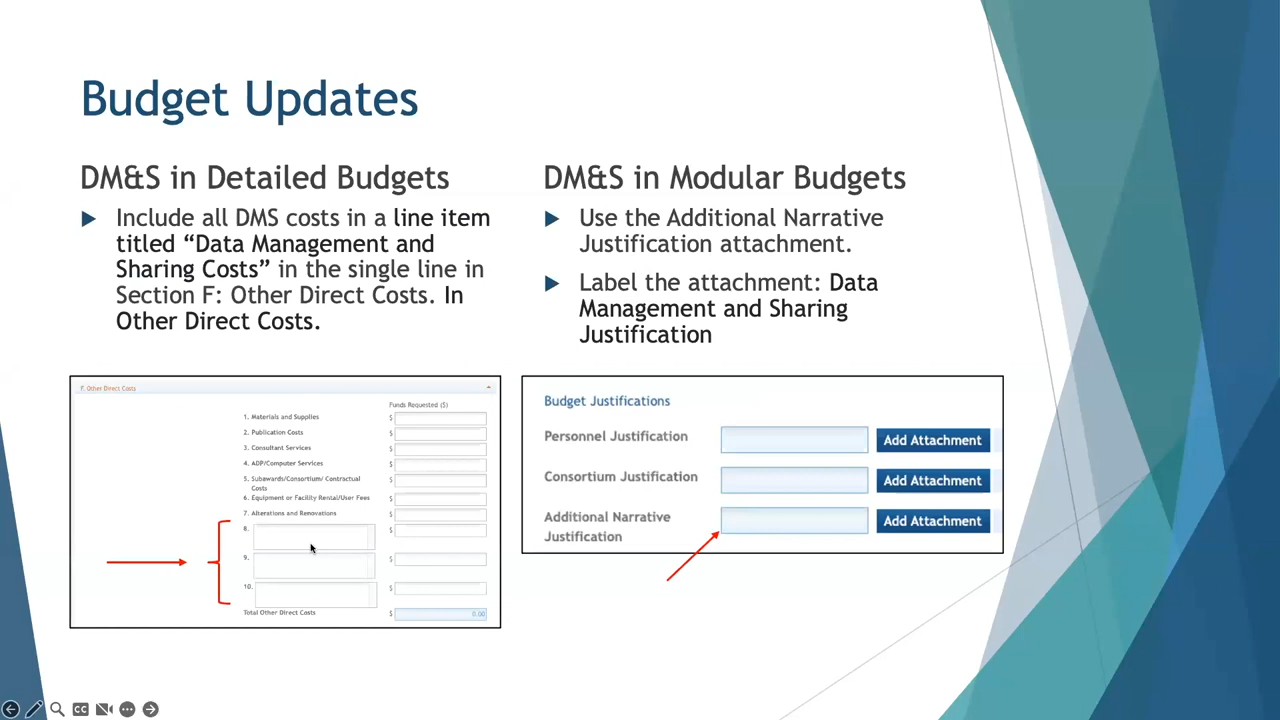 Budget Updates
DM&S in Detailed Budgets
Include all DMS costs in a line item
titled “Data Management and
Sharing Costs” in the single line in
Section F: Other Direct Costs. In
Other Direct Costs.
DM&S in Modular Budgets
Use the Additional Narrative
Justification attachment.
Label the attachment: Data
Management and Sharing
Justification
F. Other Direct Costs
Funds Requested ($)
1. Materials and Supplies $
2. Publication Costs $
3. Consultant Services $
4. ADP/Computer Services $
5. Subawards/Consortium/ Contractual $
Costs
6. Equipment or Facility Rental/User Fees $
7. Alterations and Renovations $
8. $
9. $
10. $
Total Other Direct Costs $ 0.00
Budget Justifications
Personnel Justification Add Attachment
Consortium Justification Add Attachment
Additional Narrative Add Attachment
Justification
CC